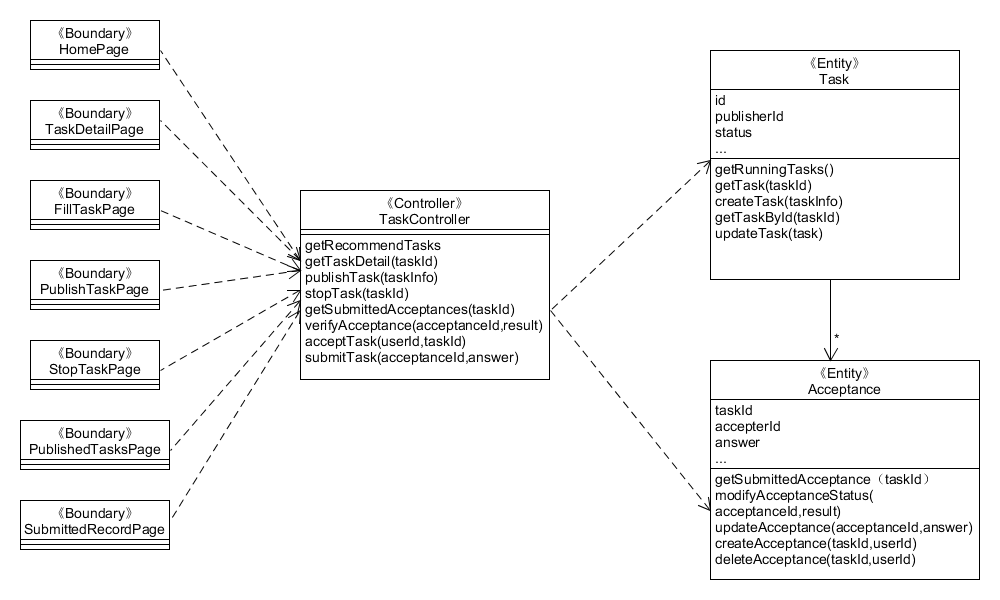 《Boundary》
HomePage
《Boundary》
TaskDetailPage
《Boundary》
FillTaskPage
《Boundary》
PublishTaskPage
《Boundary》
StopTaskPage
《Boundary》
PublishedTasksPage
《Boundary》
SubmittedRecordPage
《Controller》
TaskController
getRecommendTasks
getTaskDetail(taskId)
publishTask(taskInfo)
stopTask(taskId)
getSubmittedAcceptances(taskId)
verifyAcceptance(acceptanceId,result)
acceptTask(userId,taskId)
submitTask(acceptanceId,answer)
《Entity》
Task
id
publisherId
status
...
getRunningTasks()
getTask(taskId)
createTask(taskInfo)
getTaskById(taskId)
updateTask(task)
*
《Entity》
Acceptance
taskId
accepterId
answer
...
getSubmittedAcceptance（taskId）
modifyAcceptanceStatus(
acceptanceId,result)
updateAcceptance(acceptanceId,answer)
createAcceptance(taskId,userId)
deleteAcceptance(taskId,userId)